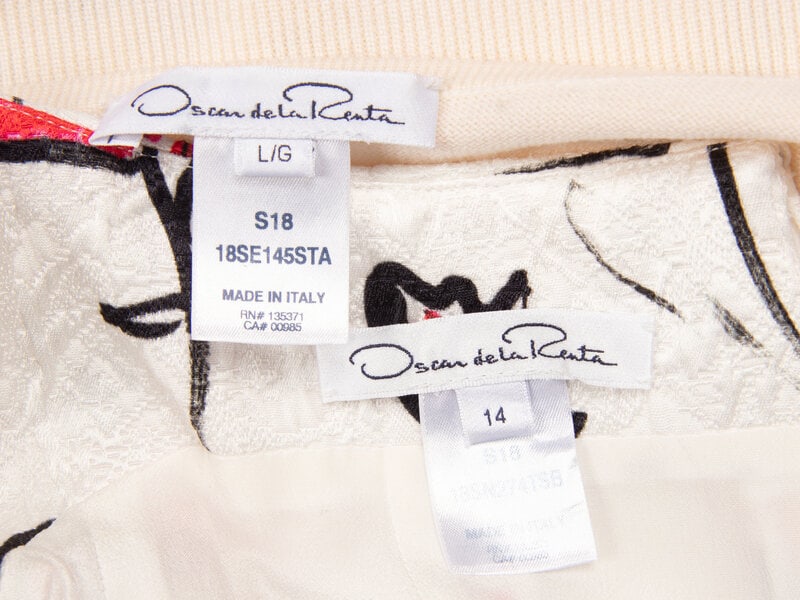 Oscar de la Renta
L/G
S18
18SE145STA
MADE IN ITALY
RN# 135371
CA# 00985
Oscar de la Renta
14
S18
18SN274TSB
MADE IN ITALY